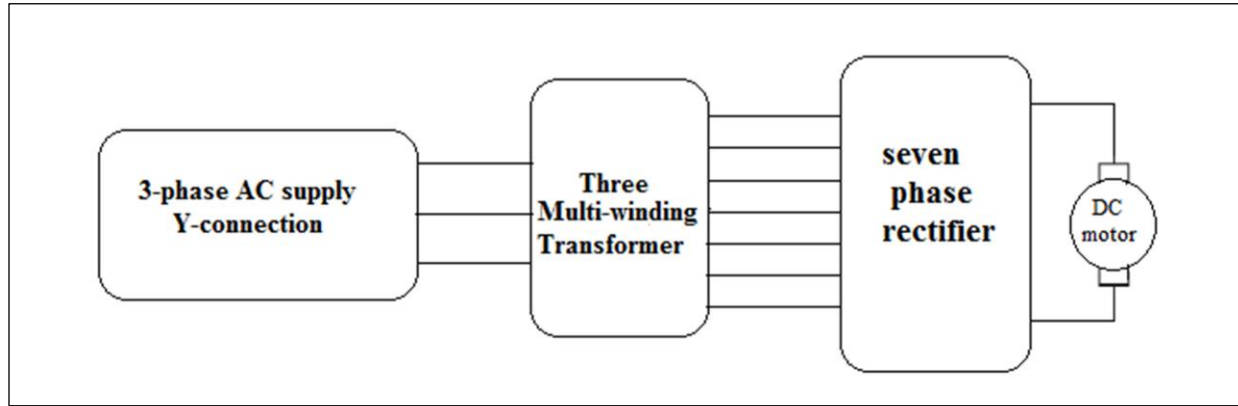 3-phase AC supply
Y-connection
Three
Multi-winding
Transformer
seven
phase
rectifier
DC
motor